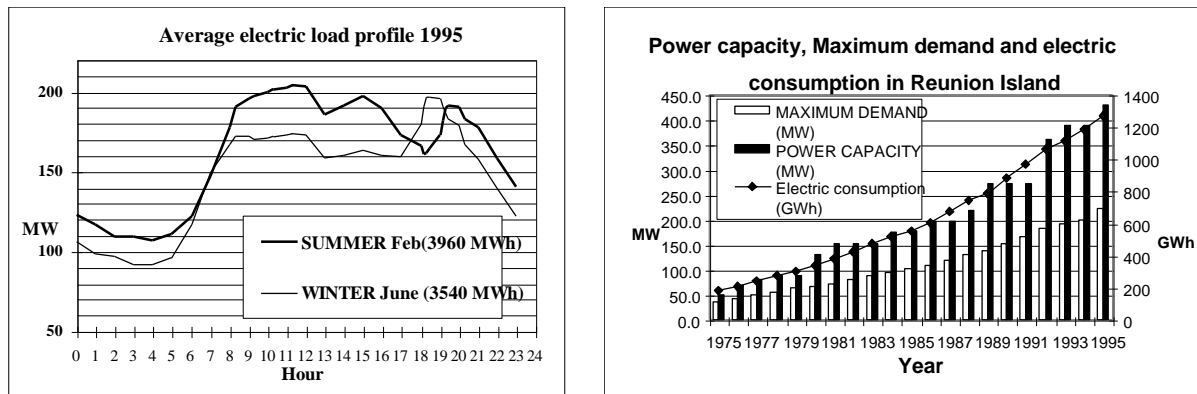 Average electric load profile 1995
200
150
MW
100
50
SUMMER Feb(3960 MWh)
WINTER June (3540 MWh)
0 1 2 3 4 5 6 7 8 9 10 11 12 13 14 15 16 17 18 19 20 21 22 23 24
Hour
Power capacity, Maximum demand and electric
consumption in Reunion Island
450.0
400.0
350.0
300.0
250.0
200.0
150.0
100.0
50.0
0.0
MW
MAXIMUM DEMAND
(MW)
POWER CAPACITY
(MW)
Electric consumption
(GWh)
1400
1200
1000
800
600
400
200
0
GWh
1975 1977 1979 1981 1983 1985 1987 1989 1991 1993 1995
Year